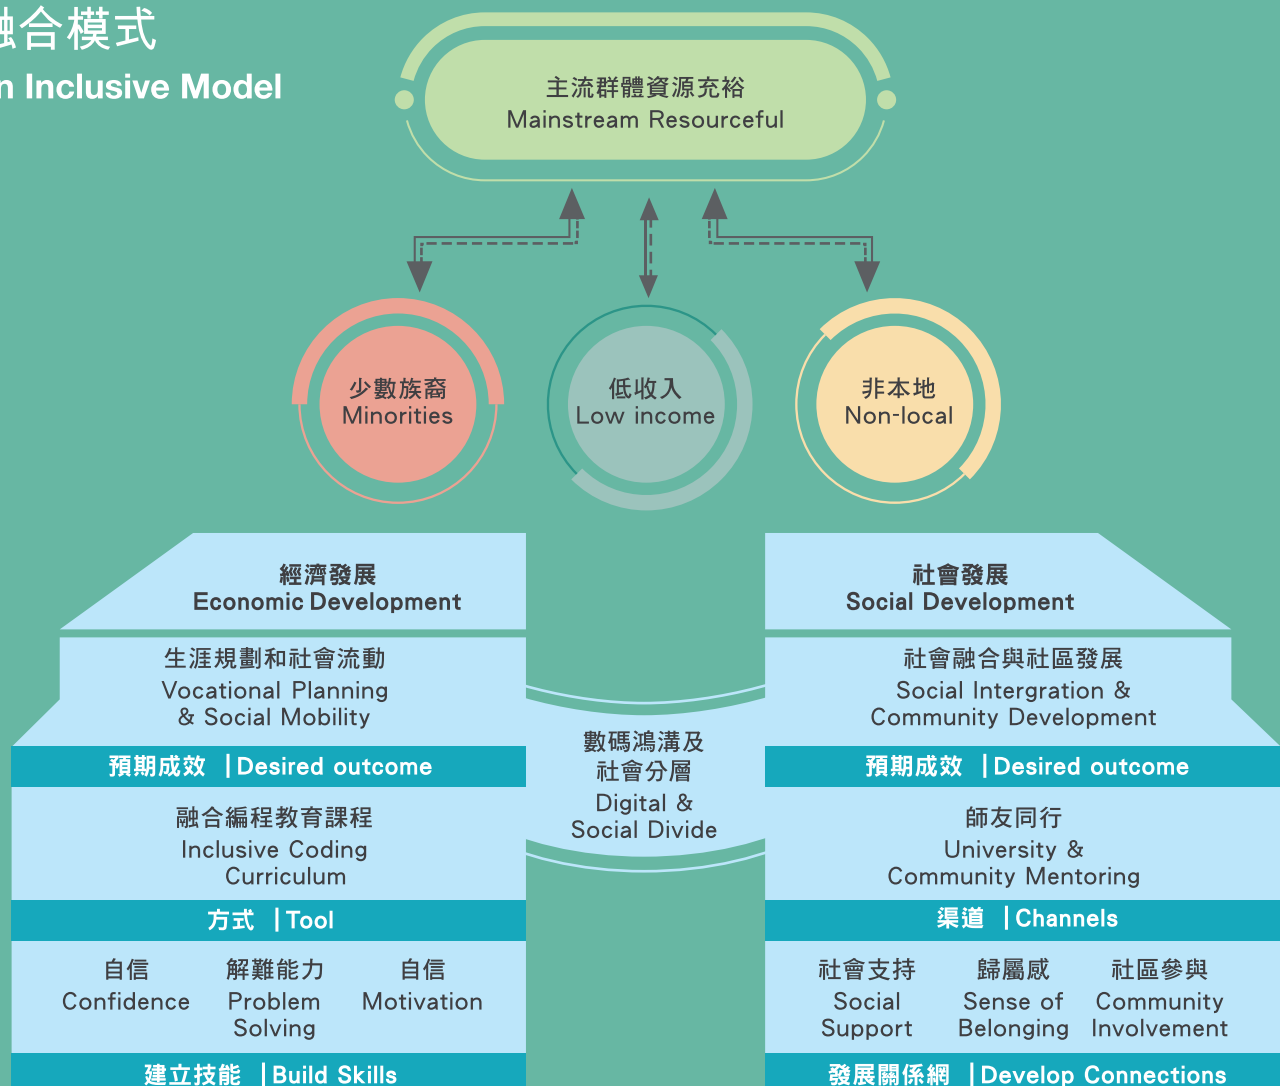 融合模式
n Inclusive Model
主流群體資源充裕
Mainstream Resourceful
少數族裔
Minorities
低收入
Low income
非本地
Non-local
經濟發展
Economic Development
生涯規劃和社會流動
Vocational Planning
& Social Mobility
預期成效 | Desired outcome
融合編程教育課程
Inclusive Coding
Curriculum
方式 | Tool
自信
Confidence
解難能力
Problem
Solving
自信
Motivation
建立技能 | Build Skills
數碼鴻溝及
社會分層
Digital &
Social Divide
社會發展
Social Development
社會融合與社區發展
Social Intergration &
Community Development
預期成效 | Desired outcome
師友同行
University &
Community Mentoring
渠道 | Channels
社會支持
Social
Support
歸屬感
Sense of
Belonging
社區參與
Community
Involvement
發展關係網 | Develop Connections